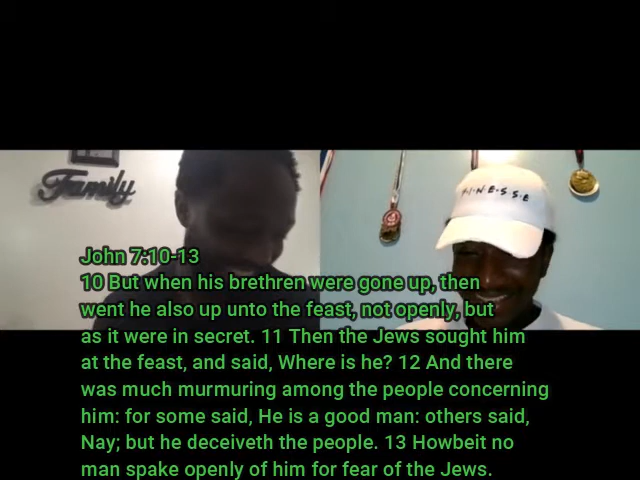 Family
John 7:10-13
10 But when his brethren were gone up, then
went he also up unto the feast, not openly, but
as it were in secret. 11 Then the Jews sought him
at the feast, and said, Where is he? 12 And there
was much murmuring among the people concerning
him: for some said, He is a good man: others said,
Nay; but he deceiveth the people. 13 Howbeit no
man spake openly of him for fear of the Jews.